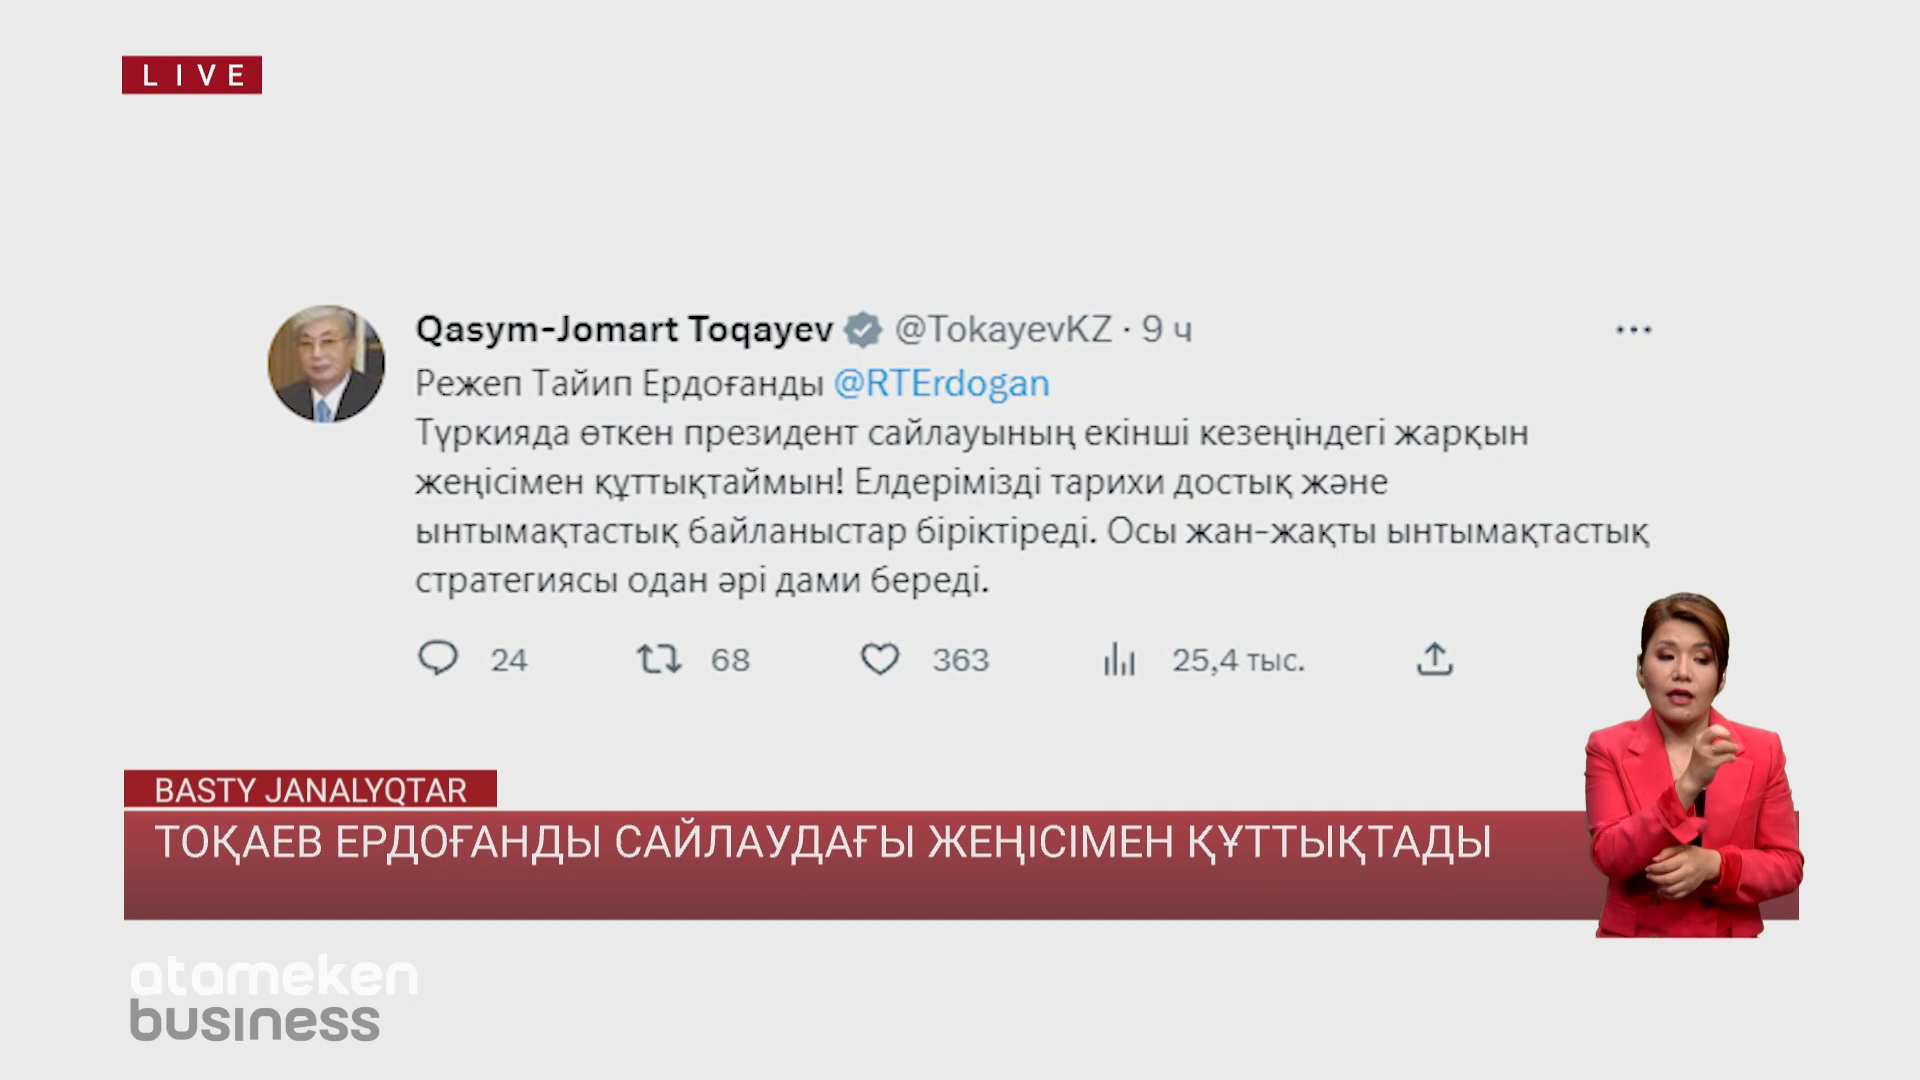 LIVE
Qasym-Jomart Toqayev @TokayevKZ · 9 ч
Режеп Тайип Ердоғанды @RTErdogan
Түркияда өткен президент сайлауының екінші кезеңіндегі жарқын
жеңісімен құттықтаймын! Елдерімізді тарихи достық және
ынтымақтастық байланыстар біріктіреді. Осы жан-жақты ынтымақтастық
стратегиясы одан әрі дами береді.
24 68 363 25,4 тыс.
BASTY JANALYQTAR
ТОҚАЕВ ЕРДОҒАНДЫ САЙЛАУДАҒЫ ЖЕҢІСІМЕН ҚҰТТЫҚТАДЫ
atameken
business